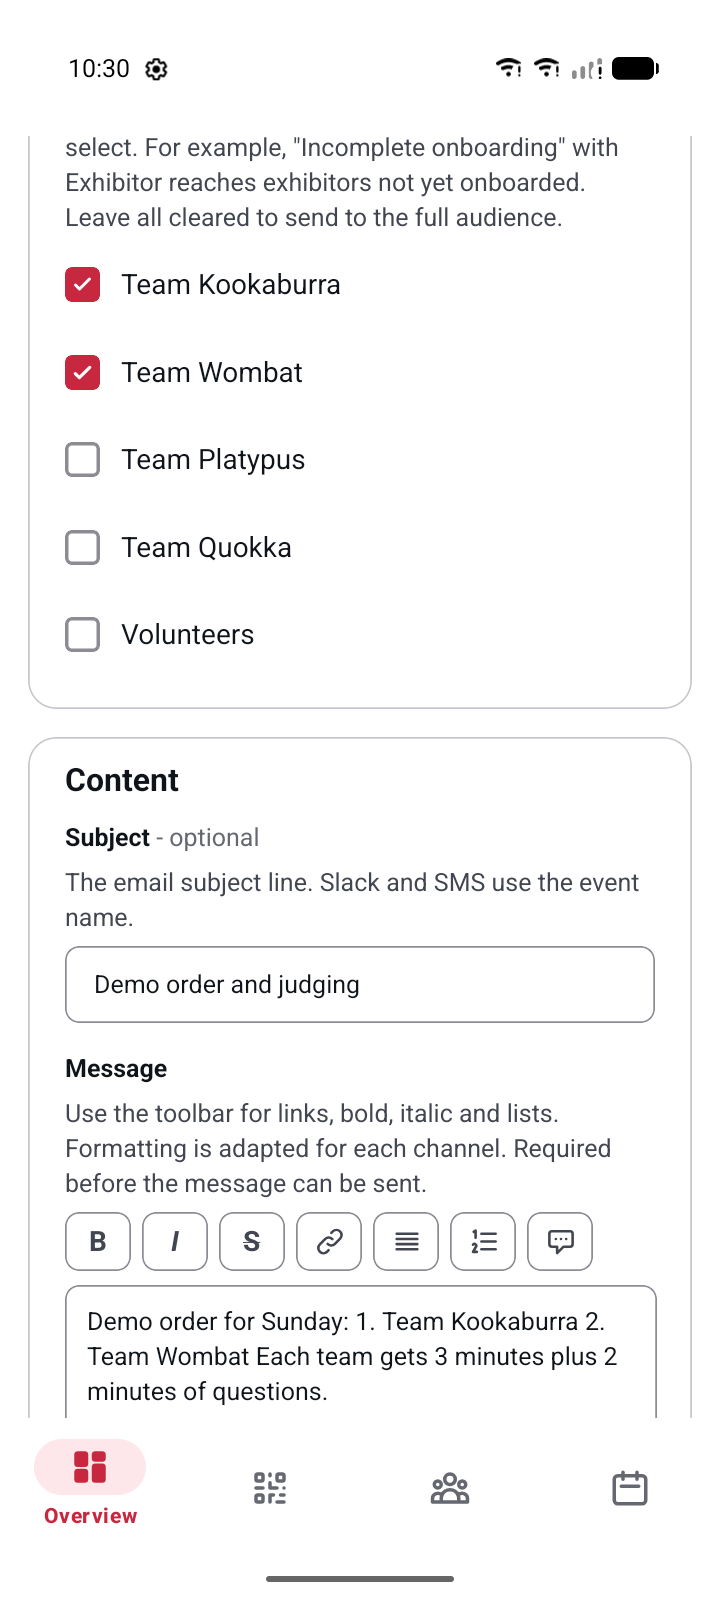 10:30
select. For example, "Incomplete onboarding" with
Exhibitor reaches exhibitors not yet onboarded.
Leave all cleared to send to the full audience.
Team Kookaburra
Team Wombat
Team Platypus
Team Quokka
Volunteers
Content
Subject - optional
The email subject line. Slack and SMS use the event
name.
Demo order and judging
Message
Use the toolbar for links, bold, italic and lists.
Formatting is adapted for each channel. Required
before the message can be sent.
B I S
Demo order for Sunday: 1. Team Kookaburra 2.
Team Wombat Each team gets 3 minutes plus 2
minutes of questions.
Overview